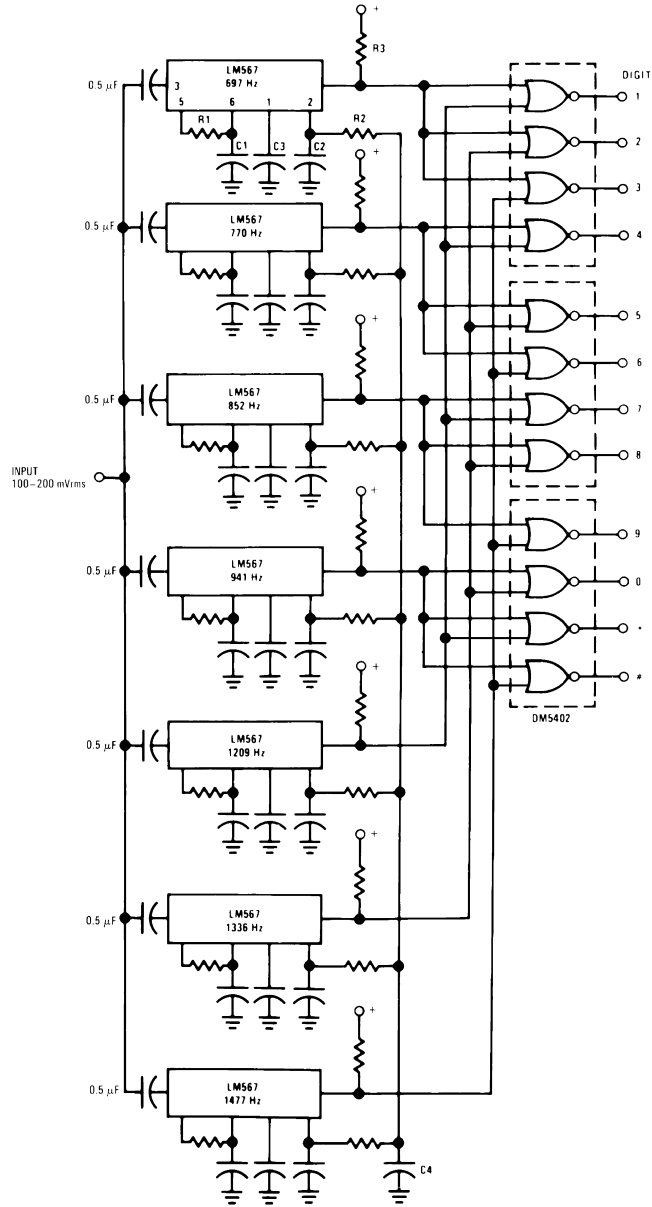 +
R3
DIGIT
0.5 μF
LM567
697 Hz
3
5
6
1
2
R1
R2
C1
C3
C2
1
2
3
4
+
0.5 μF
LM567
770 Hz
+
5
6
7
8
0.5 μF
LM567
852 Hz
INPUT
100–200 mVrms
+
9
0
*
#
DM5402
0.5 μF
LM567
941 Hz
+
0.5 μF
LM567
1209 Hz
+
0.5 μF
LM567
1336 Hz
+
0.5 μF
LM567
1477 Hz
C4